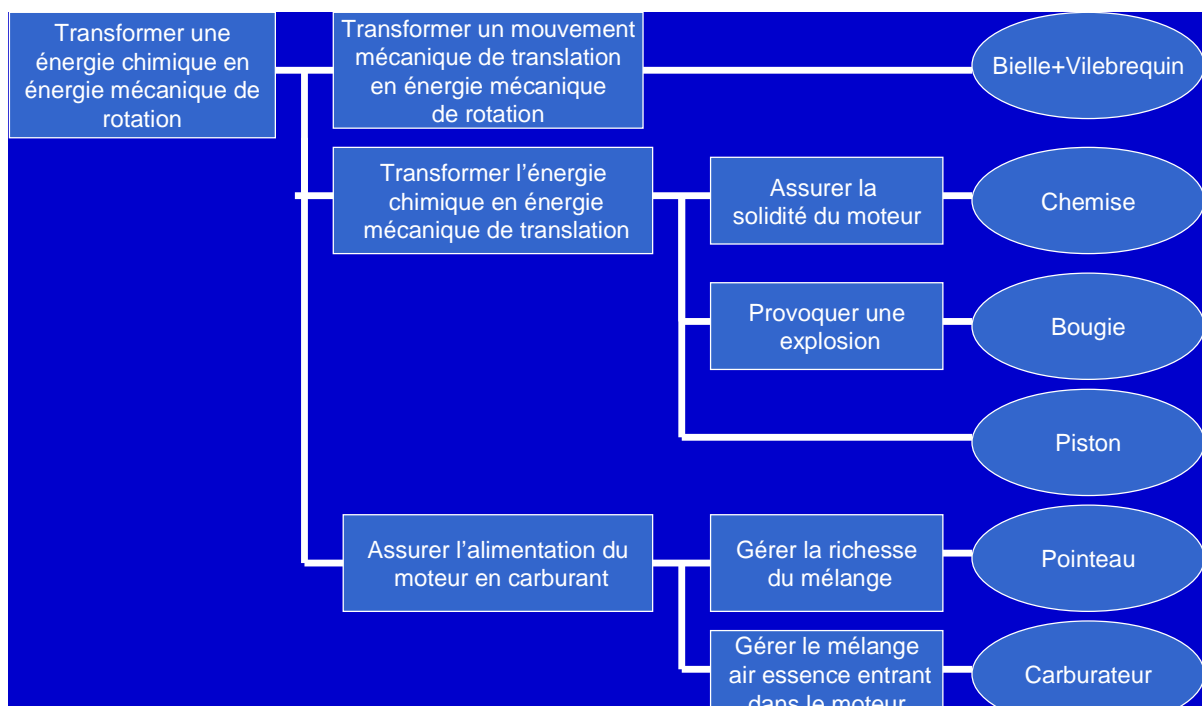 Transformer une
énergie chimique en
énergie mécanique de
rotation
Transformer un mouvement
mécanique de translation
en énergie mécanique
de rotation
Bielle+Vilebrequin
Transformer l’énergie
chimique en énergie
mécanique de translation
Assurer la
solidité du moteur
Chemise
Provoquer une
explosion
Bougie
Piston
Assurer l’alimentation du
moteur en carburant
Gérer la richesse
du mélange
Pointeau
Gérer le mélange
air essence entrant
dans le moteur
Carburateur